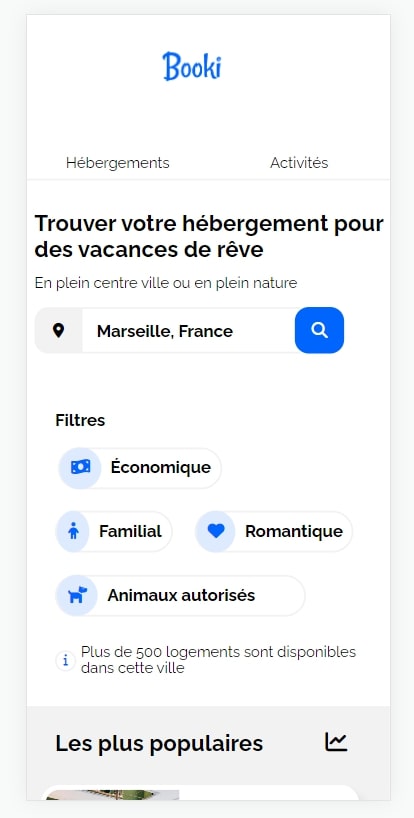 Booki
Hébergements Activités
Trouver votre hébergement pour
des vacances de rêve
En plein centre ville ou en plein nature
Marseille, France
Filtres
Économique
Familial Romantique
Animaux autorisés
Plus de 500 logements sont disponibles
dans cette ville
Les plus populaires